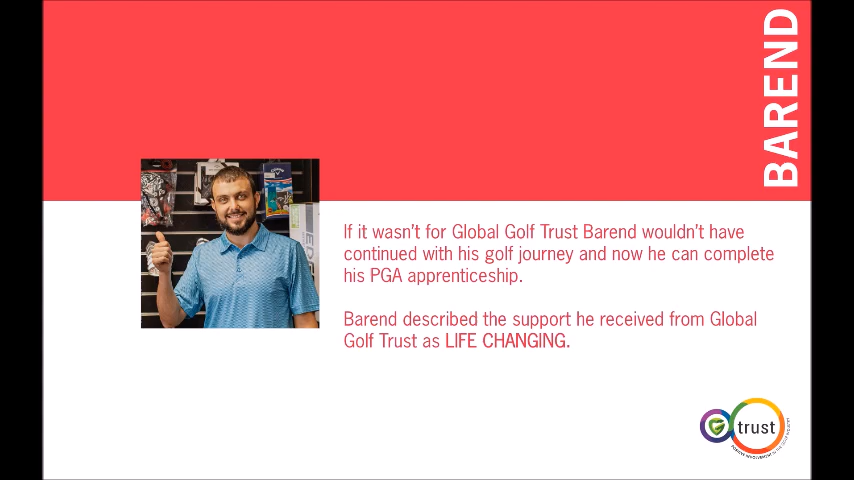 BAREND
If it wasn't for Global Golf Trust Barend wouldn't have
continued with his golf journey and now he can complete
his PGA apprenticeship.
Barend described the support he received from Global
Golf Trust as LIFE CHANGING.
G trust